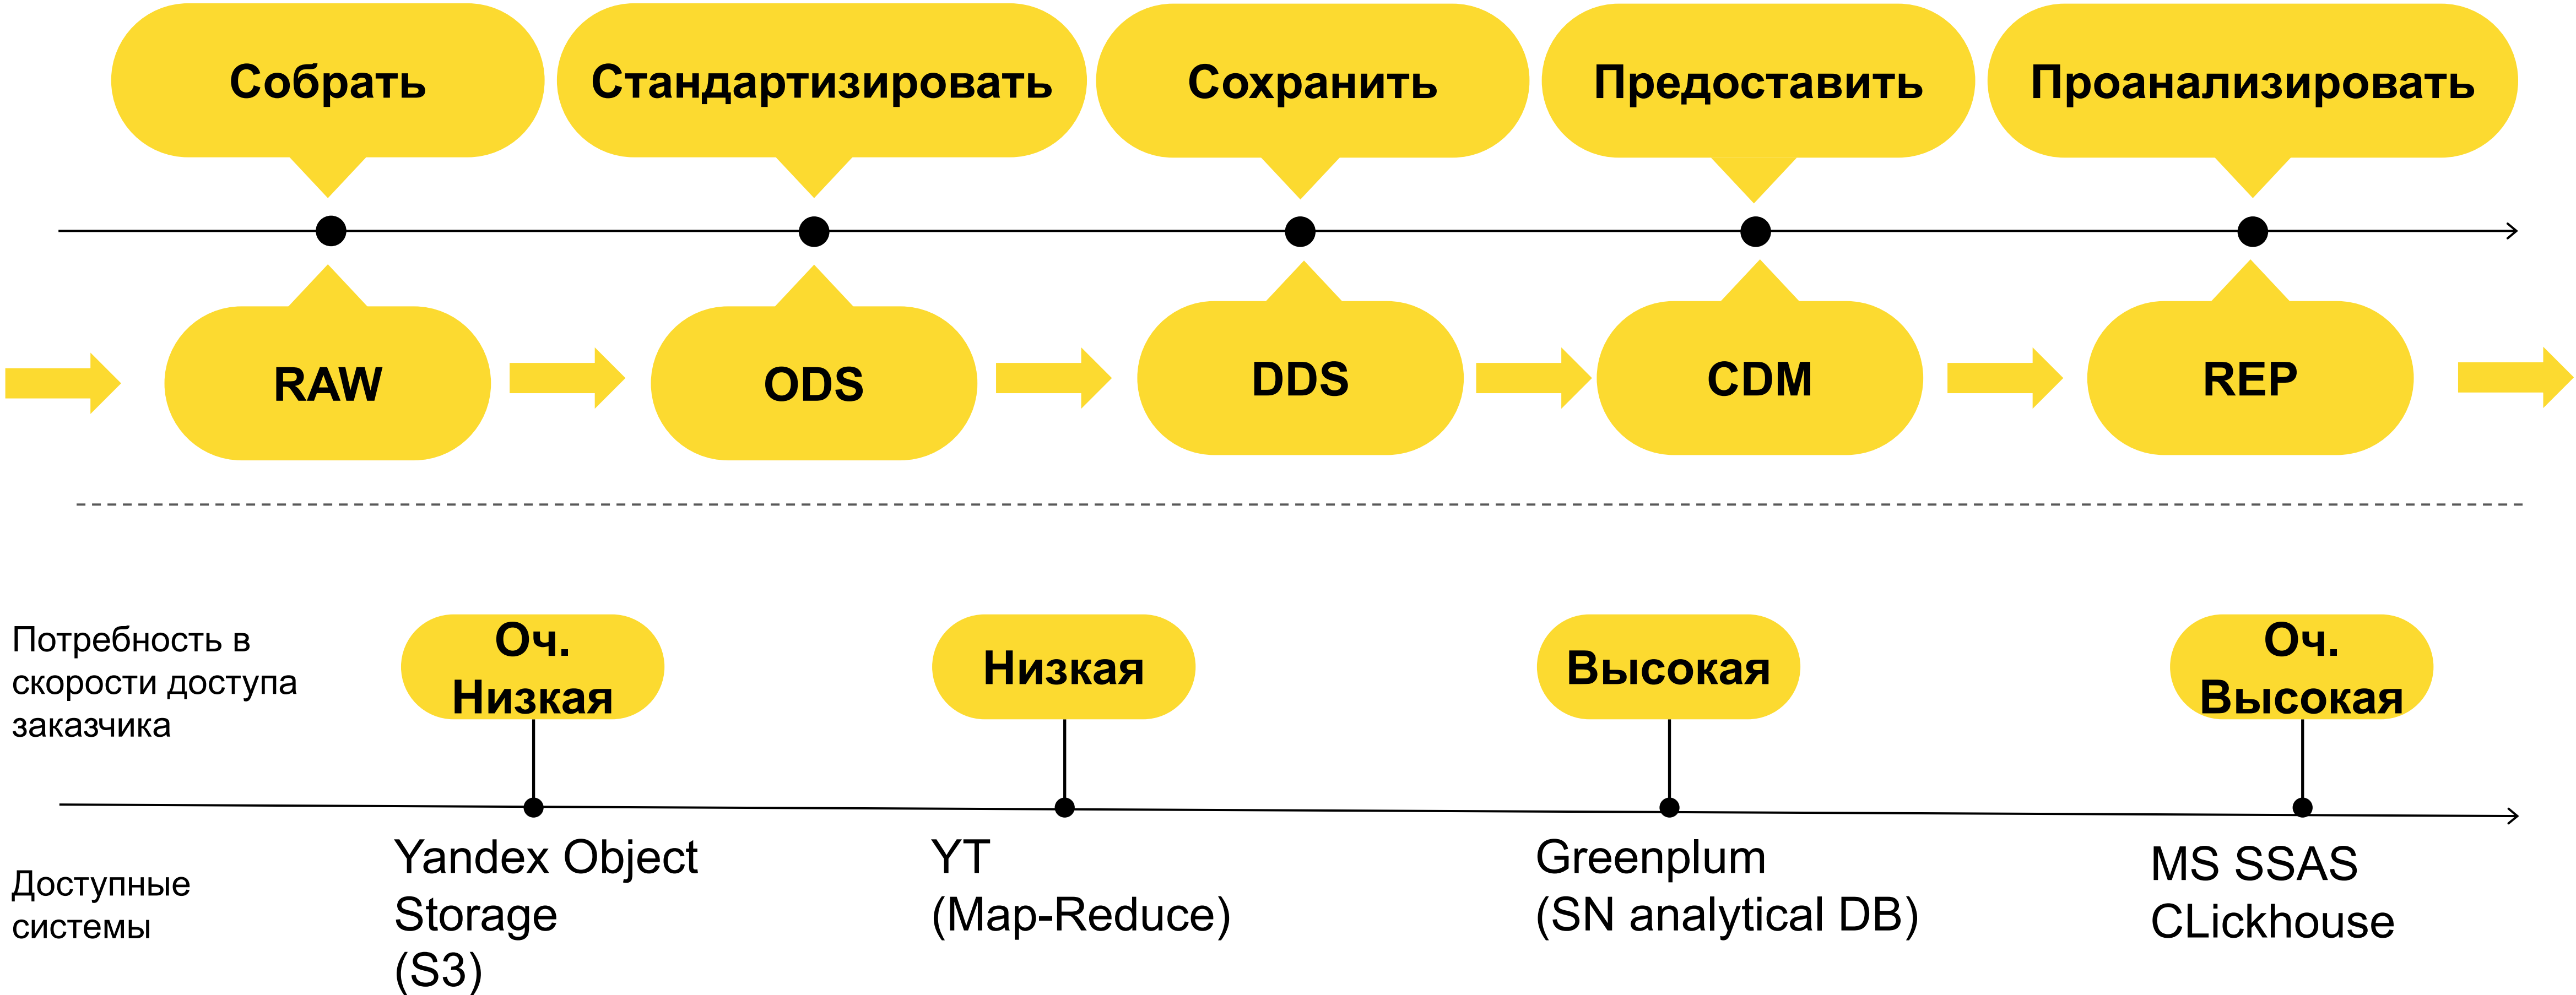 Собрать
Стандартизировать
Сохранить
Предоставить
Проанализировать
RAW
ODS
DDS
CDM
REP
Потребность в
скорости доступа
заказчика
Оч.
Низкая
Низкая
Высокая
Оч.
Высокая
Доступные
системы
Yandex Object
Storage
(S3)
YT
(Map-Reduce)
Greenplum
(SN analytical DB)
MS SSAS
CLickhouse